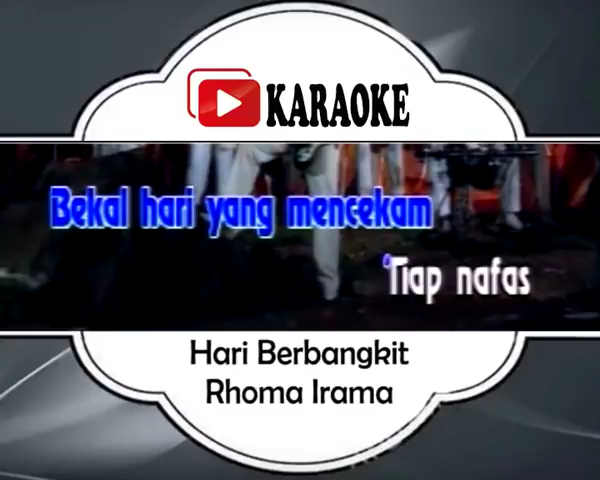 KARAOKE
Bekal hari yang mencekam
Tiap nafas
Hari Berbangkit
Rhoma Irama